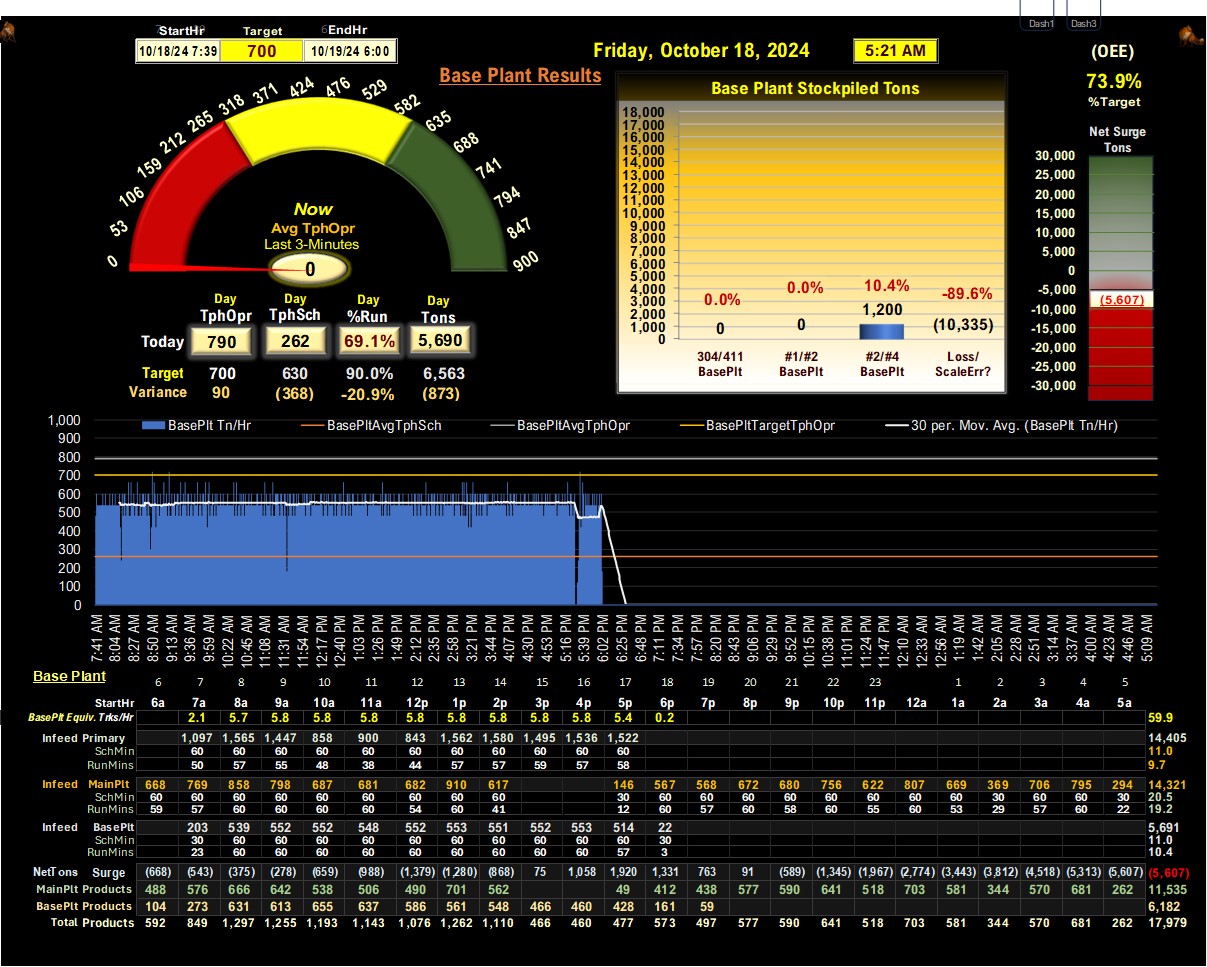 Dash1 Dash3
StartHr Target EndHr
10/18/24 7:39 700 10/19/24 6:00
Friday, October 18, 2024 5:21 AM
(OEE)
73.9%
%Target
Base Plant Results
318 371 424 476 529 582
265 635
212 688
159 741
106 794
53 847
0 900
Now
Avg TphOpr
Last 3-Minutes
0
Day Day Day Day
TphOpr TphSch %Run Tons
Today 790 262 69.1% 5,690
Target 700 630 90.0% 6,563
Variance 90 (368) -20.9% (873)
Base Plant Stockpiled Tons
18,000
17,000
16,000
15,000
14,000
13,000
12,000
11,000
10,000
9,000
8,000
7,000
6,000
5,000
4,000
3,000
2,000
1,000
0
0.0% 0.0% 10.4% -89.6%
0 0 1,200 (10,335)
304/411 #1/#2 #2/#4 Loss/
BasePlt BasePlt BasePlt ScaleErr?
Net Surge
Tons
30,000
25,000
20,000
15,000
10,000
5,000
0
-5,000
(5,607)
-10,000
-15,000
-20,000
-25,000
-30,000
BasePlt Tn/Hr BasePltAvgTphSch BasePltAvgTphOpr BasePltTargetTphOpr 30 per. Mov. Avg. (BasePlt Tn/Hr)
1,000
900
800
700
600
500
400
300
200
100
0
7:41 AM 8:04 AM 8:27 AM 8:50 AM 9:13 AM 9:36 AM 9:59 AM 10:22 AM 10:45 AM 11:08 AM 11:31 AM 11:54 AM 12:17 PM 12:40 PM 1:03 PM 1:26 PM 1:49 PM 2:12 PM 2:35 PM 2:58 PM 3:21 PM 3:44 PM 4:07 PM 4:30 PM 4:53 PM 5:16 PM 5:39 PM 6:02 PM 6:25 PM 6:48 PM 7:11 PM 7:34 PM 7:57 PM 8:20 PM 8:43 PM 9:06 PM 9:29 PM 9:52 PM 10:15 PM 10:38 PM 11:01 PM 11:24 PM 11:47 PM 12:10 AM 12:33 AM 12:56 AM 1:19 AM 1:42 AM 2:05 AM 2:28 AM 2:51 AM 3:14 AM 3:37 AM 4:00 AM 4:23 AM 4:46 AM 5:09 AM
Base Plant 6 7 8 9 10 11 12 13 14 15 16 17 18 19 20 21 22 23 1 2 3 4 5
StartHr 6a 7a 8a 9a 10a 11a 12p 1p 2p 3p 4p 5p 6p 7p 8p 9p 10p 11p 12a 1a 2a 3a 4a 5a
BasePlt Equiv. Trks/Hr 2.1 5.7 5.8 5.8 5.8 5.8 5.8 5.8 5.8 5.8 5.4 0.2 59.9
Infeed Primary 1,097 1,565 1,447 858 900 843 1,562 1,580 1,495 1,536 1,522 14,405
SchMin 60 60 60 60 60 60 60 60 60 60 60 11.0
RunMins 50 57 55 48 38 44 57 57 59 57 58 9.7
Infeed MainPlt 668 769 858 798 687 681 682 910 617 146 567 568 672 680 756 622 807 669 369 706 795 294 14,321
SchMin 60 60 60 60 60 60 60 60 60 30 60 60 60 60 60 60 60 60 30 60 60 30 20.5
RunMins 59 57 60 60 60 60 54 60 41 12 60 57 60 58 60 55 60 53 29 57 60 22 19.2
Infeed BasePlt 203 539 552 552 548 552 553 551 552 553 514 22 5,691
SchMin 30 60 60 60 60 60 60 60 60 60 60 30 11.0
RunMins 23 60 60 60 60 60 60 60 60 60 57 3 10.4
NetTons Surge (668) (543) (375) (278) (659) (988) (1,379) (1,280) (868) 75 1,058 1,920 1,331 763 91 (589) (1,345) (1,967) (2,774) (3,443) (3,812) (4,518) (5,313) (5,607) (5,607)
MainPlt Products 488 576 666 642 538 506 490 701 562 49 412 438 577 590 641 518 703 581 344 570 681 262 11,535
BasePlt Products 104 273 631 613 655 637 586 561 548 466 460 428 161 59 6,182
Total Products 592 849 1,297 1,255 1,193 1,143 1,076 1,262 1,110 466 460 477 573 497 577 590 641 518 703 581 344 570 681 262 17,979